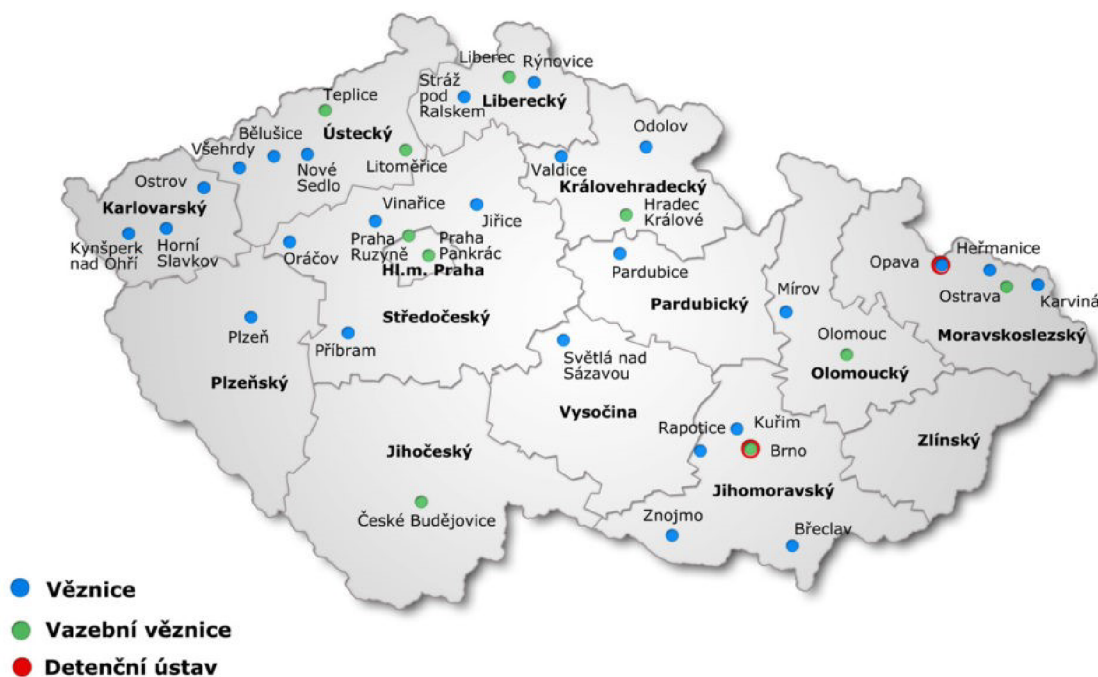 Liberec
Rýnovice
Stráž
pod
Ralskem
Liberecký
Teplice
Ústecký
Bělušice
Všehrdy
Nové
Sedlo
Litoměřice
Odolov
Valdice
Královehradecký
Hradec
Králové
Ostrov
Karlovarský
Kynšperk
nad Ohří
Horní
Slavkov
Vinařice
Jiřice
Oráčov
Praha
Ruzyně
Praha
Pankrác
Hl.m. Praha
Středočeský
Příbram
Plzeň
Plzeňský
Pardubice
Pardubický
Opava
Heřmanice
Ostrava
Karviná
Moravskoslezský
Mírov
Olomouc
Olomoucký
Světlá nad
Sázavou
Vysočina
Rapotice
Kuřim
Brno
Jihomoravský
Zlínský
Jihočeský
České Budějovice
Znojmo
Břeclav
Věznice
Vazební věznice
Detenční ústav